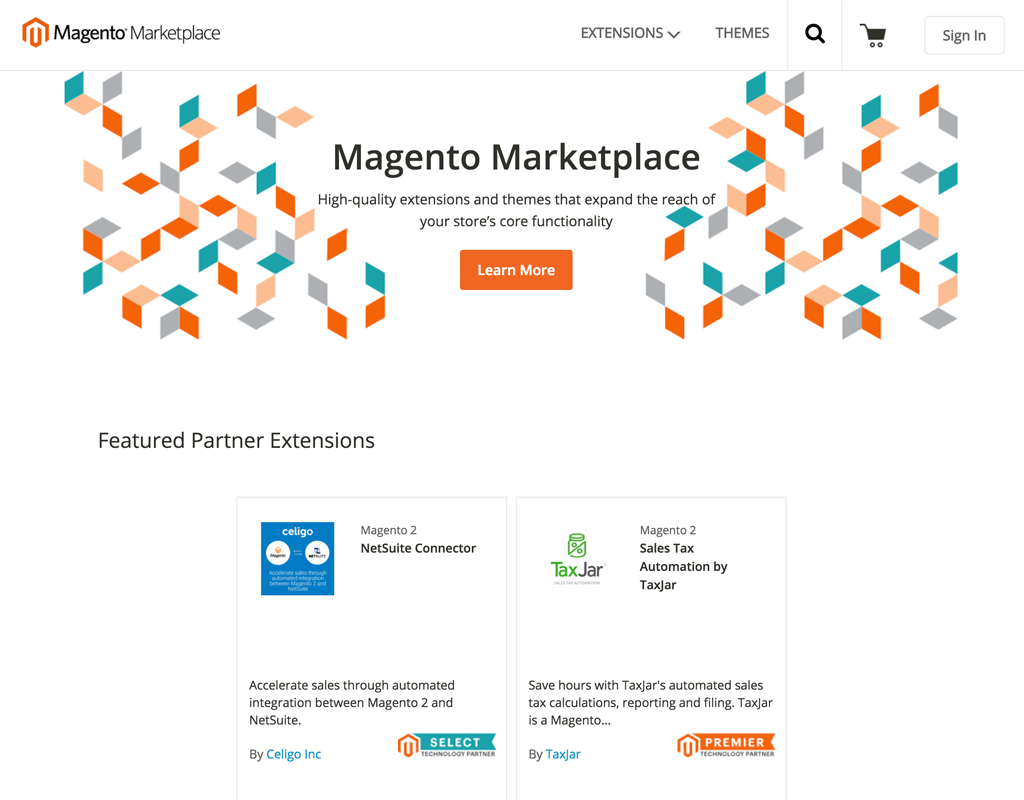 Magento Marketplace
EXTENSIONS
THEMES
Sign In
Magento Marketplace
High-quality extensions and themes that expand the reach of
your store’s core functionality
Learn More
Featured Partner Extensions
celigo
Magento
NETSUITE
Accelerate sales through
automated integration
between Magento 2 and
NetSuite
Magento 2
NetSuite Connector
Accelerate sales through automated
integration between Magento 2 and
NetSuite.
By Celigo Inc
SELECT
TECHNOLOGY PARTNER
TaxJar
SALES TAX AUTOMATION
Magento 2
Sales Tax
Automation by
TaxJar
Save hours with TaxJar's automated sales
tax calculations, reporting and filing. TaxJar
is a Magento...
By TaxJar
PREMIER
TECHNOLOGY PARTNER